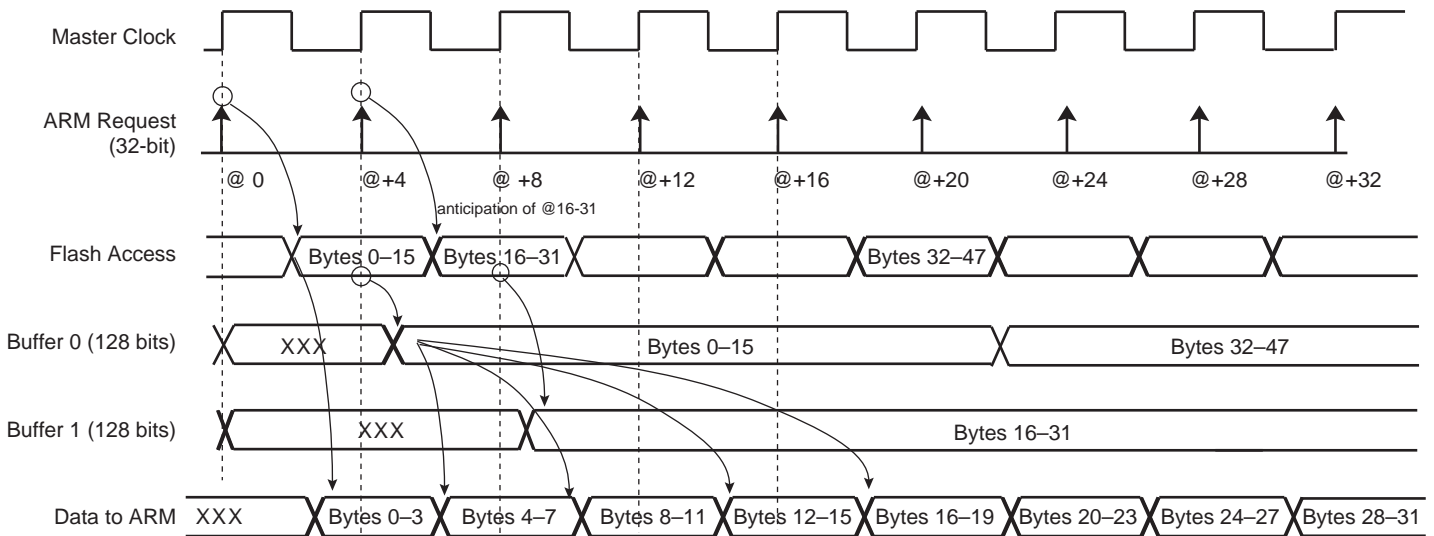 Master Clock
ARM Request
(32-bit)
@ 0 @+4 @ +8 @+12 @+16 @+20 @+24 @+28 @+32
anticipation of @16-31
Flash Access Bytes 0–15 Bytes 16–31 Bytes 32–47
Buffer 0 (128 bits) XXX Bytes 0–15 Bytes 32–47
Buffer 1 (128 bits) XXX Bytes 16–31
Data to ARM XXX Bytes 0–3 Bytes 4–7 Bytes 8–11 Bytes 12–15 Bytes 16–19 Bytes 20–23 Bytes 24–27 Bytes 28–31